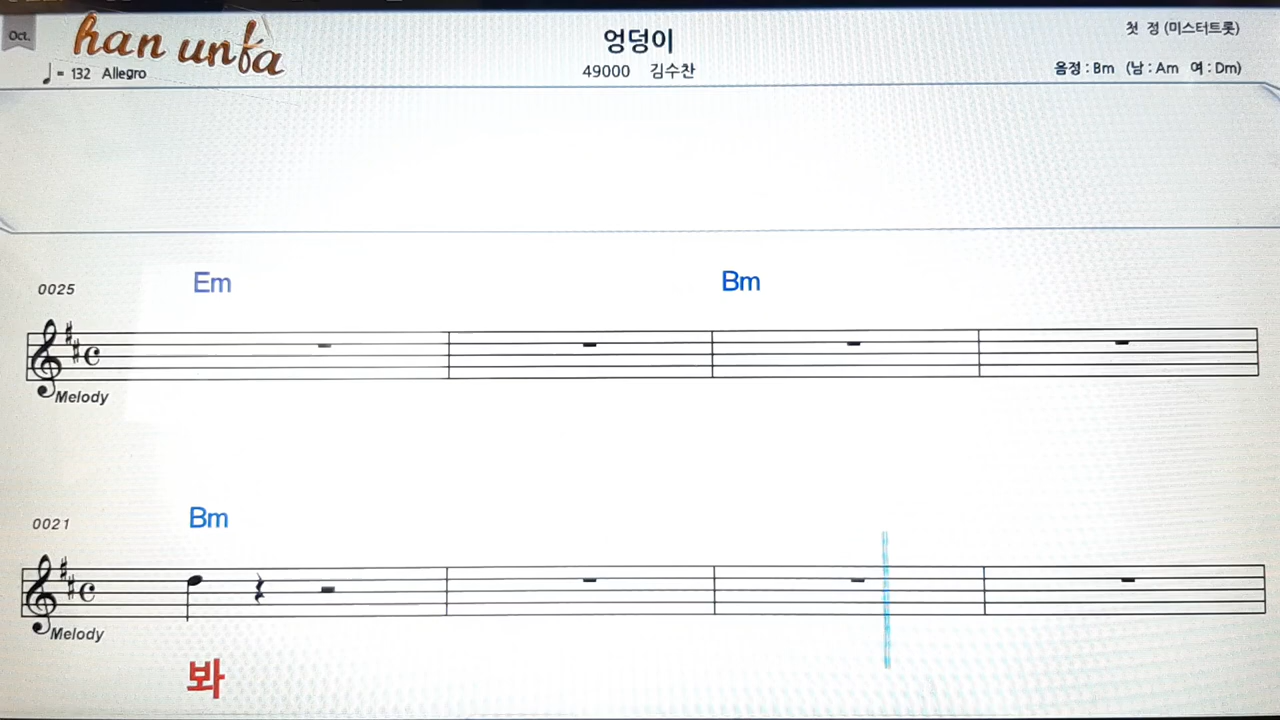 Oct.
han unfa
♩ = 132 Allegro
엉덩이
49000 김수찬
첫 정 (미스터트롯)
음정 : Bm (남 : Am 여 : Dm)
0025
Em
Bm
Melody
0021
Bm
Melody
봐